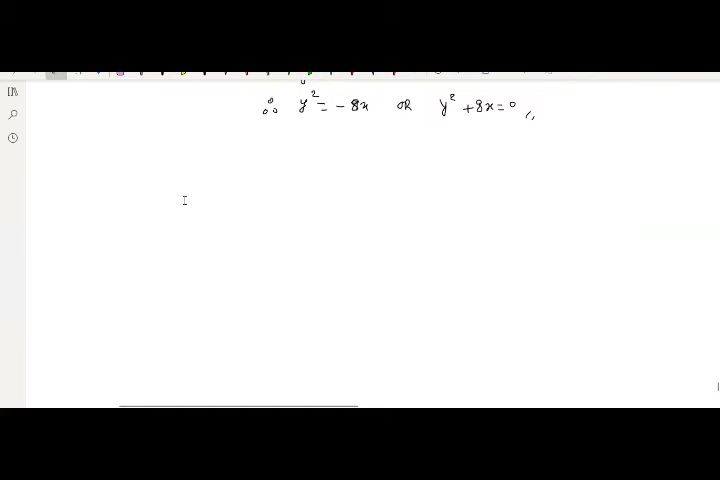 ∴ y² = - 8x OR y² + 8x = 0 ,,